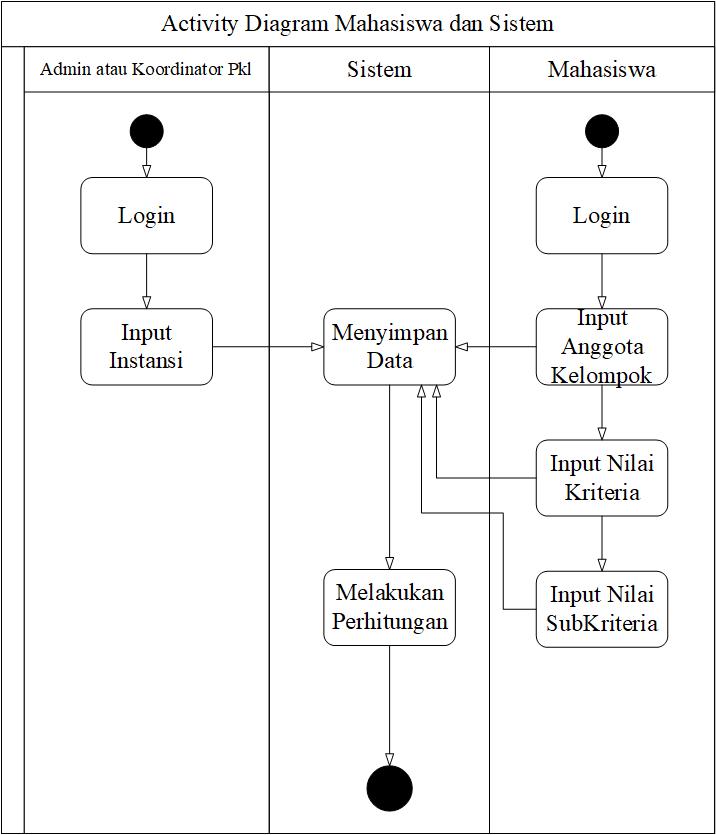 Activity Diagram Mahasiswa dan Sistem
Admin atau Koordinator Pkl
Sistem
Mahasiswa
Login
Login
Input
Instansi
Menyimpan
Data
Input
Anggota
Kelompok
Input Nilai
Kriteria
Melakukan
Perhitungan
Input Nilai
SubKriteria